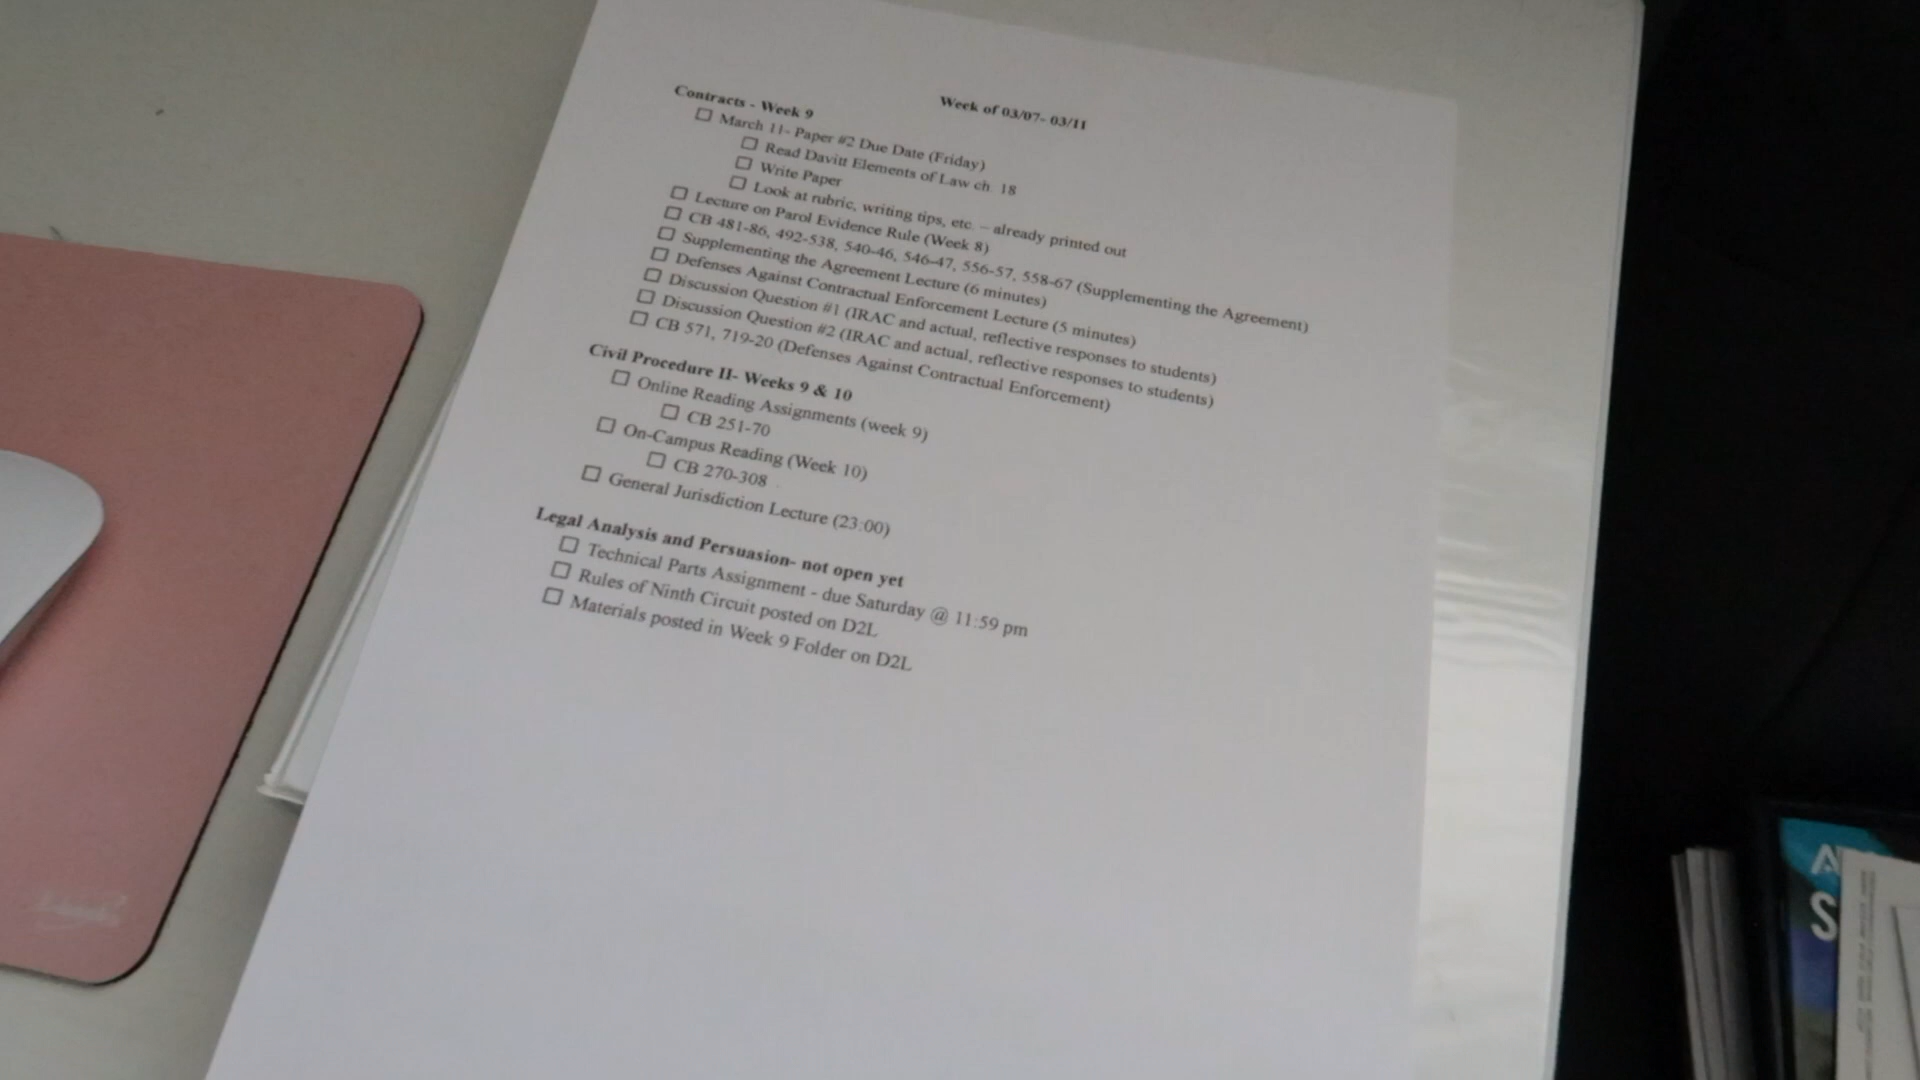 Week of 03/07- 03/11
Contracts - Week 9
☐ March 11- Paper #2 Due Date (Friday)
☐ Read Davitt Elements of Law ch. 18
☐ Write Paper
☐ Look at rubric, writing tips, etc. – already printed out
☐ Lecture on Parol Evidence Rule (Week 8)
☐ CB 481-86, 492-538, 540-46, 546-47, 556-57, 558-67 (Supplementing the Agreement)
☐ Supplementing the Agreement Lecture (6 minutes)
☐ Defenses Against Contractual Enforcement Lecture (5 minutes)
☐ Discussion Question #1 (IRAC and actual, reflective responses to students)
☐ Discussion Question #2 (IRAC and actual, reflective responses to students)
☐ CB 571, 719-20 (Defenses Against Contractual Enforcement)
Civil Procedure II- Weeks 9 & 10
☐ Online Reading Assignments (week 9)
☐ CB 251-70
☐ On-Campus Reading (Week 10)
☐ CB 270-308
☐ General Jurisdiction Lecture (23:00)
Legal Analysis and Persuasion- not open yet
☐ Technical Parts Assignment - due Saturday @ 11:59 pm
☐ Rules of Ninth Circuit posted on D2L
☐ Materials posted in Week 9 Folder on D2L